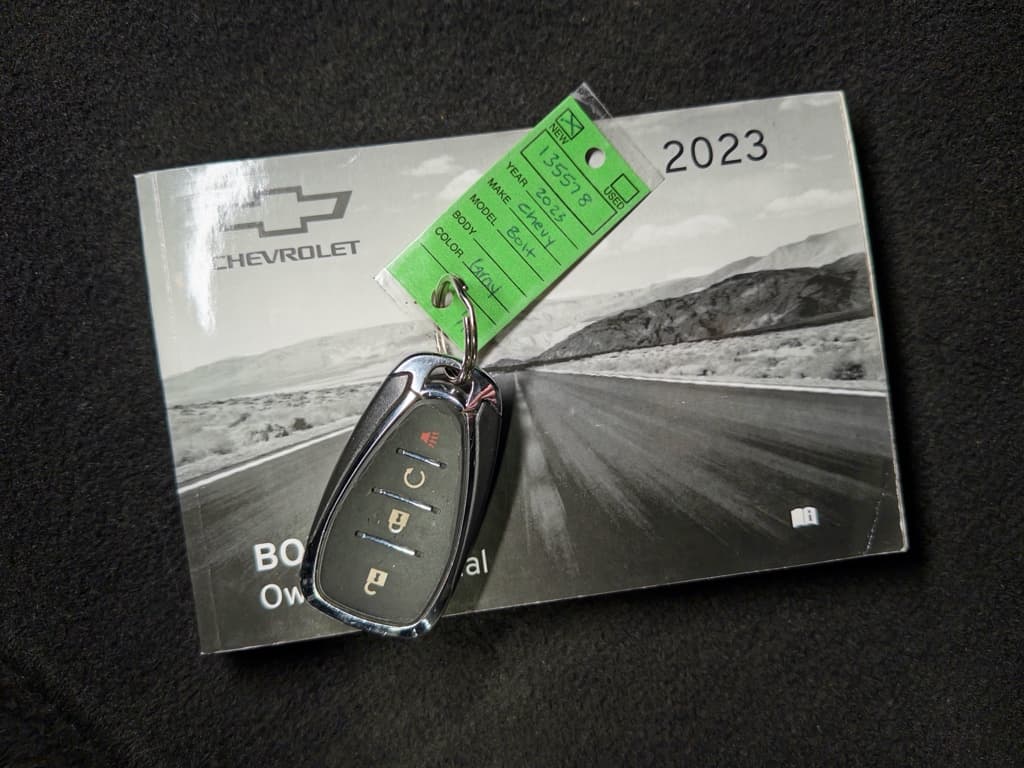 2023
CHEVROLET
NEW
USED
135578
YEAR 2023
MAKE Chevy
MODEL Bolt
BODY
COLOR Gray
BO
Ow al